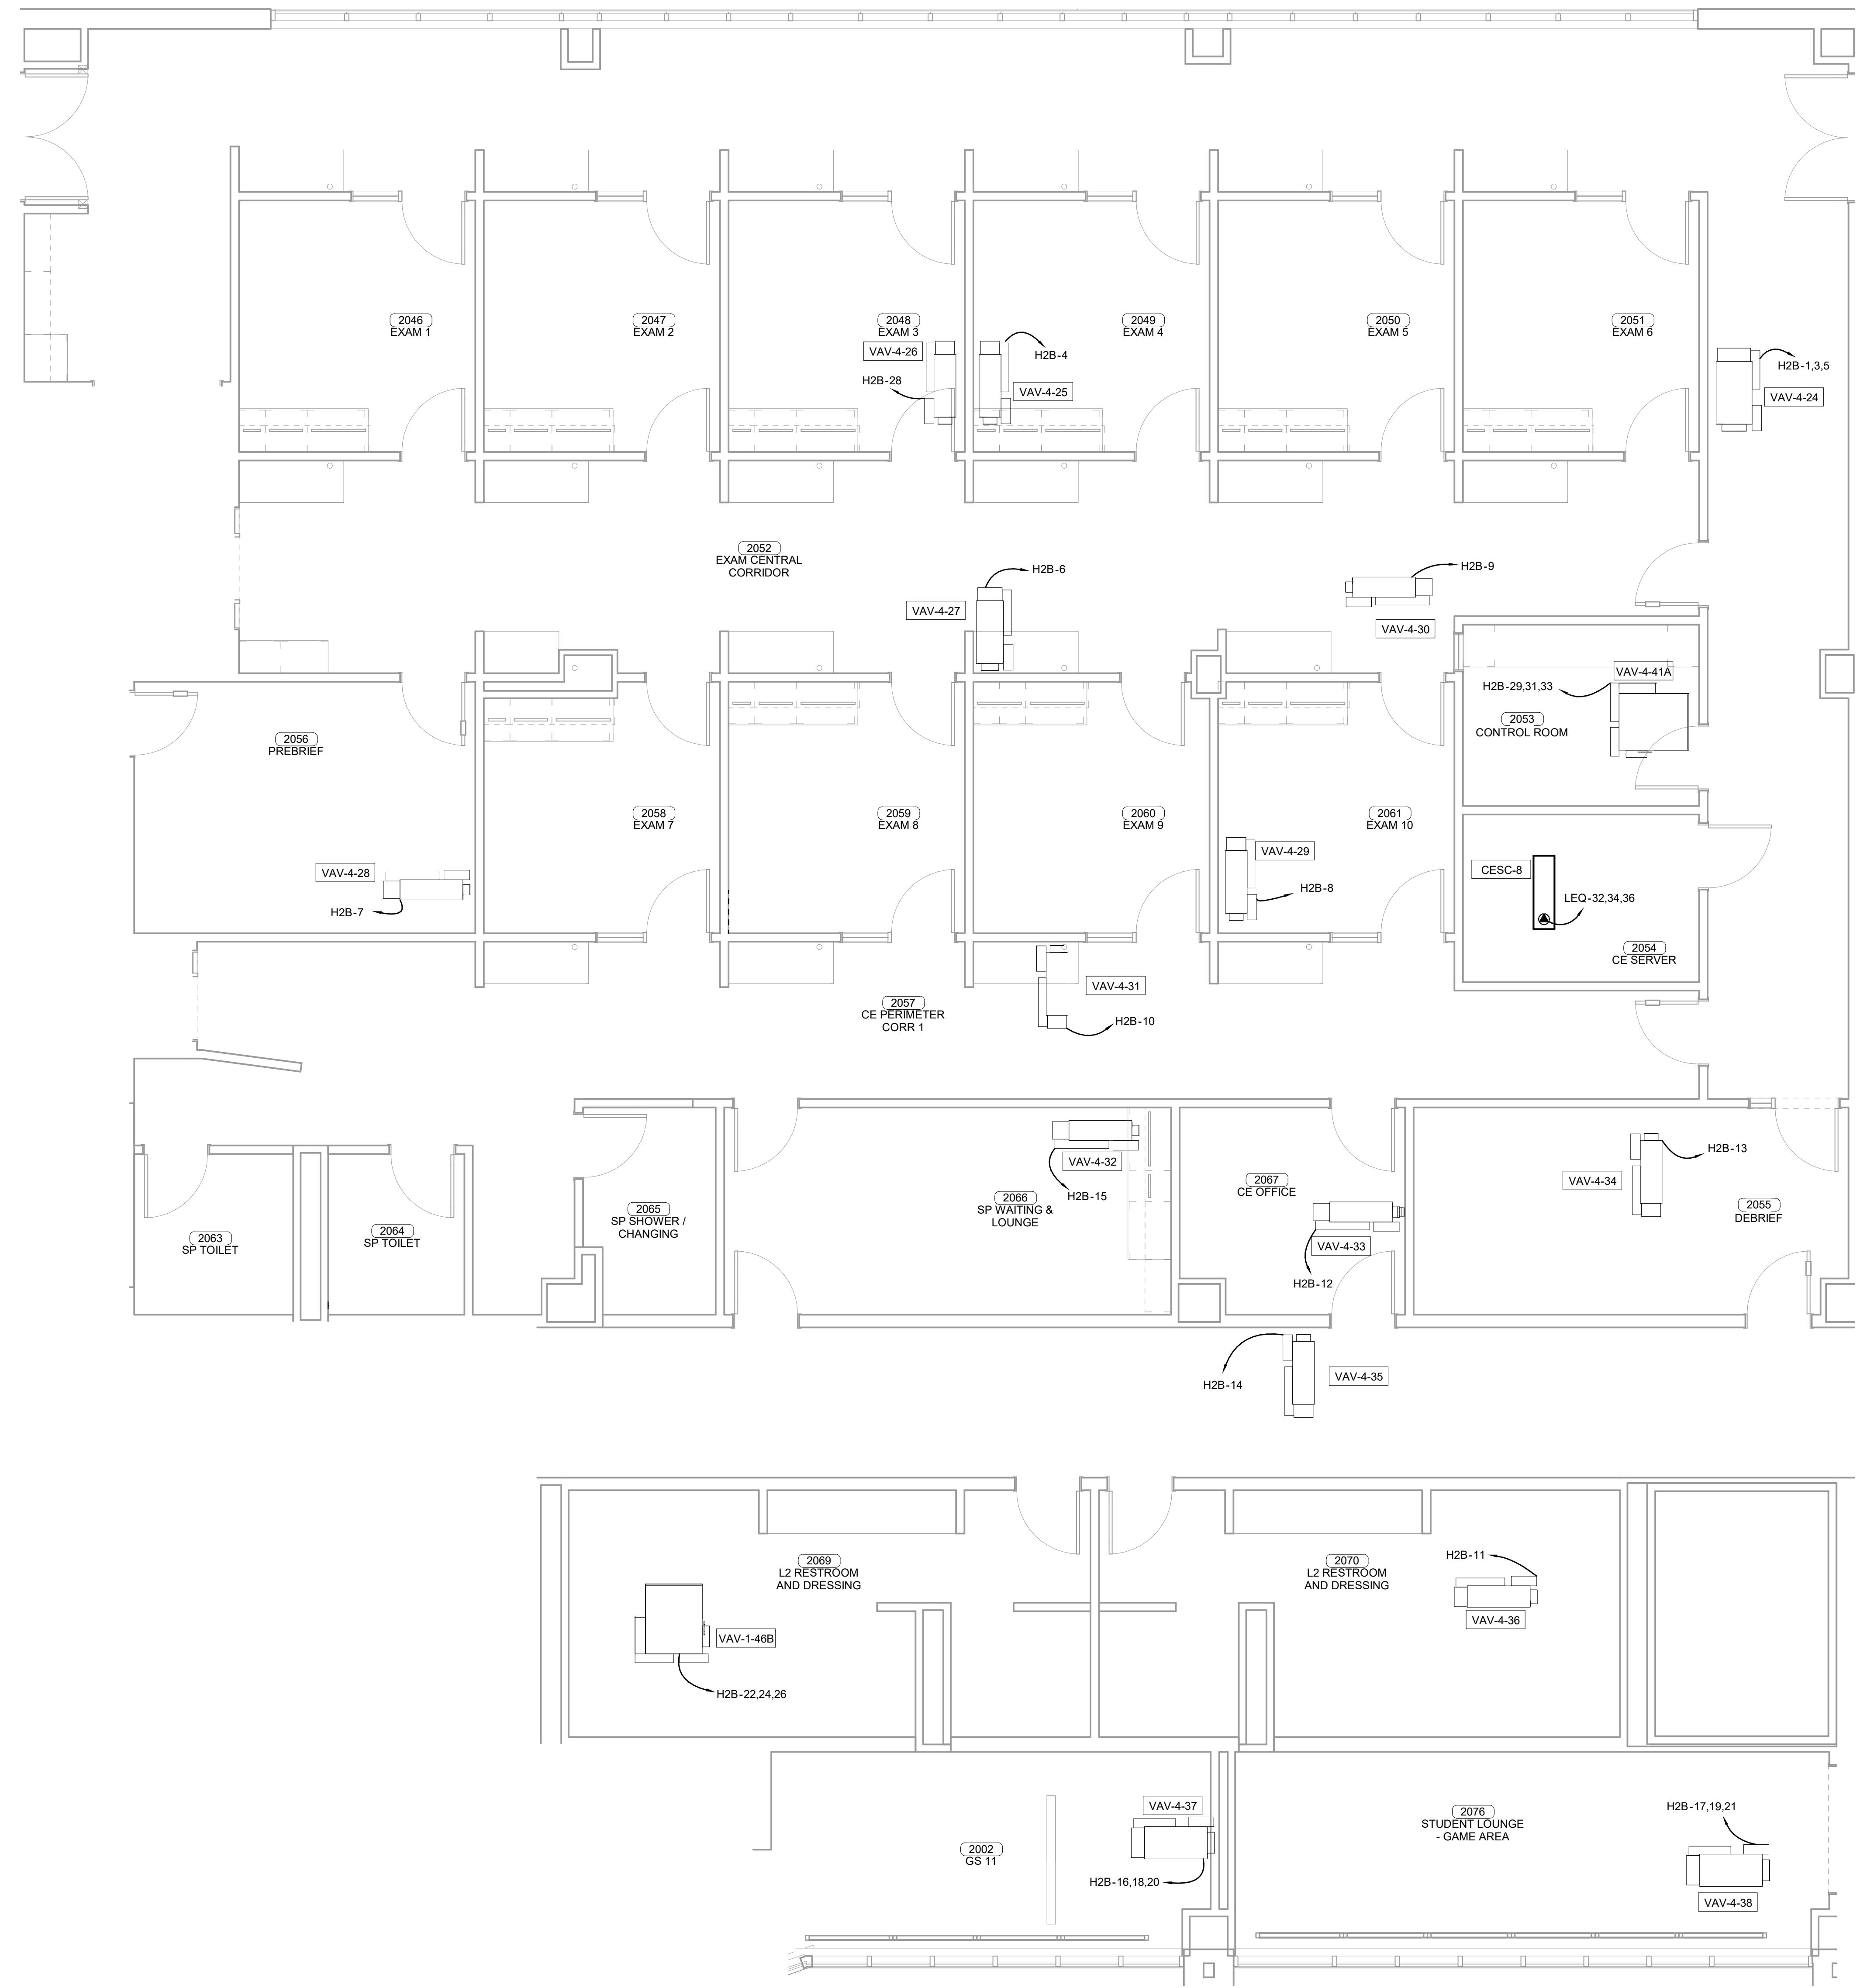 2046
EXAM 1
2047
EXAM 2
2048
EXAM 3
2049
EXAM 4
2050
EXAM 5
2051
EXAM 6
VAV-4-26
H2B-28
H2B-4
VAV-4-25
H2B-1,3,5
VAV-4-24
2052
EXAM CENTRAL
CORRIDOR
H2B-6
VAV-4-27
H2B-9
VAV-4-30
VAV-4-41A
H2B-29,31,33
2053
CONTROL ROOM
2056
PREBRIEF
2058
EXAM 7
2059
EXAM 8
2060
EXAM 9
2061
EXAM 10
VAV-4-28
H2B-7
VAV-4-29
H2B-8
CESC-8
LEQ-32,34,36
2054
CE SERVER
VAV-4-31
H2B-10
2057
CE PERIMETER
CORR 1
VAV-4-32
H2B-15
2063
SP TOILET
2064
SP TOILET
2065
SP SHOWER /
CHANGING
2066
SP WAITING &
LOUNGE
2067
CE OFFICE
VAV-4-33
H2B-12
H2B-13
VAV-4-34
2055
DEBRIEF
H2B-14
VAV-4-35
2069
L2 RESTROOM
AND DRESSING
2070
L2 RESTROOM
AND DRESSING
H2B-11
VAV-4-36
VAV-1-46B
H2B-22,24,26
VAV-4-37
2002
GS 11
H2B-16,18,20
2076
STUDENT LOUNGE
- GAME AREA
H2B-17,19,21
VAV-4-38